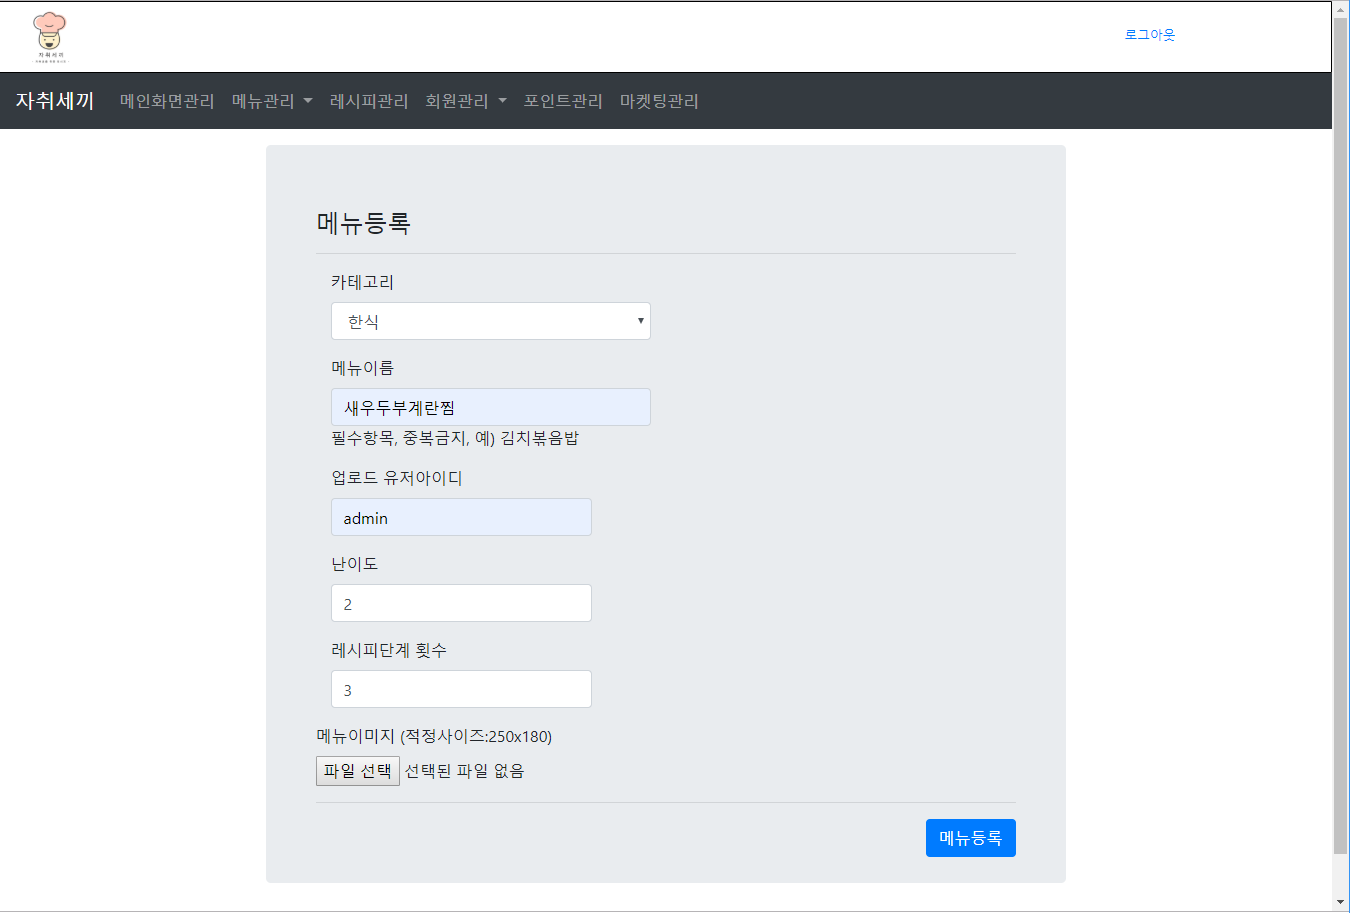 자취세끼
로그아웃
자취세끼 메인화면관리 메뉴관리 레시피관리 회원관리 포인트관리 마켓팅관리
메뉴등록
카테고리
한식
메뉴이름
새우두부계란찜
필수항목, 중복금지, 예) 김치볶음밥
업로드 유저아이디
admin
난이도
2
레시피단계 횟수
3
메뉴이미지 (적정사이즈:250x180)
파일 선택 선택된 파일 없음
메뉴등록